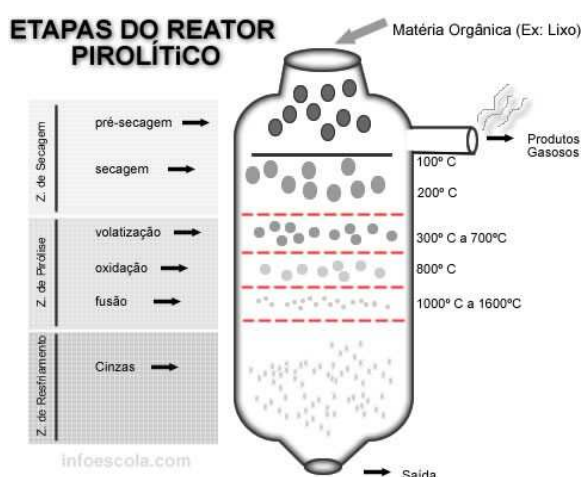 ETAPAS DO REATOR
PIROLÍTiCO
Matéria Orgânica (Ex: Lixo)
Z. de Secagem
pré-secagem
secagem
Produtos
Gasosos
100º C
200º C
Z. de Pirólise
volatização
oxidação
fusão
300º C a 700ºC
800º C
1000º C a 1600ºC
Z. de Resfriamento
Cinzas
infoescola.com
Saída